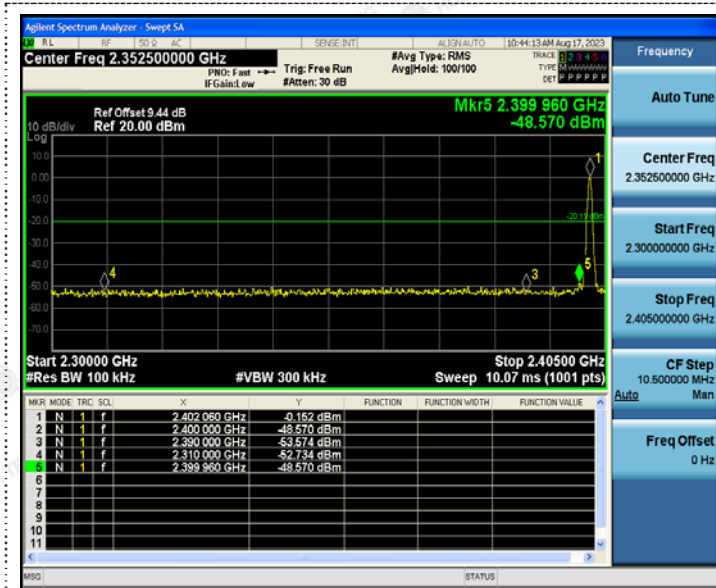 Agilent Spectrum Analyzer - Swept SA
RL RF 50 Ω AC SENSE:INT ALIGN AUTO 10:44:13 AM Aug 17, 2023
Center Freq 2.352500000 GHz #Avg Type: RMS TRACE 1 2 3 4 5 6
PNO: Fast Trig: Free Run Avg|Hold: 100/100 TYPE M
IFGain:Low #Atten: 30 dB DET P P P P P P
Ref Offset 9.44 dB Mkr5 2.399 960 GHz
10 dB/div Ref 20.00 dBm -48.570 dBm
Log
10.0
0.00
-10.0
-20.0
-30.0
-40.0
-50.0
-60.0
-70.0
1
-20.15 dBm
4
3
5
Start 2.30000 GHz Stop 2.40500 GHz
#Res BW 100 kHz #VBW 300 kHz Sweep 10.07 ms (1001 pts)
MKR MODE TRC SCL X Y FUNCTION FUNCTION WIDTH FUNCTION VALUE
1 N 1 f 2.402 060 GHz -0.152 dBm
2 N 1 f 2.400 000 GHz -48.570 dBm
3 N 1 f 2.390 000 GHz -53.574 dBm
4 N 1 f 2.310 000 GHz -52.734 dBm
5 N 1 f 2.399 960 GHz -48.570 dBm
6
7
8
9
10
11
MSG STATUS
Frequency
Auto Tune
Center Freq
2.352500000 GHz
Start Freq
2.300000000 GHz
Stop Freq
2.405000000 GHz
CF Step
10.500000 MHz
Auto Man
Freq Offset
0 Hz